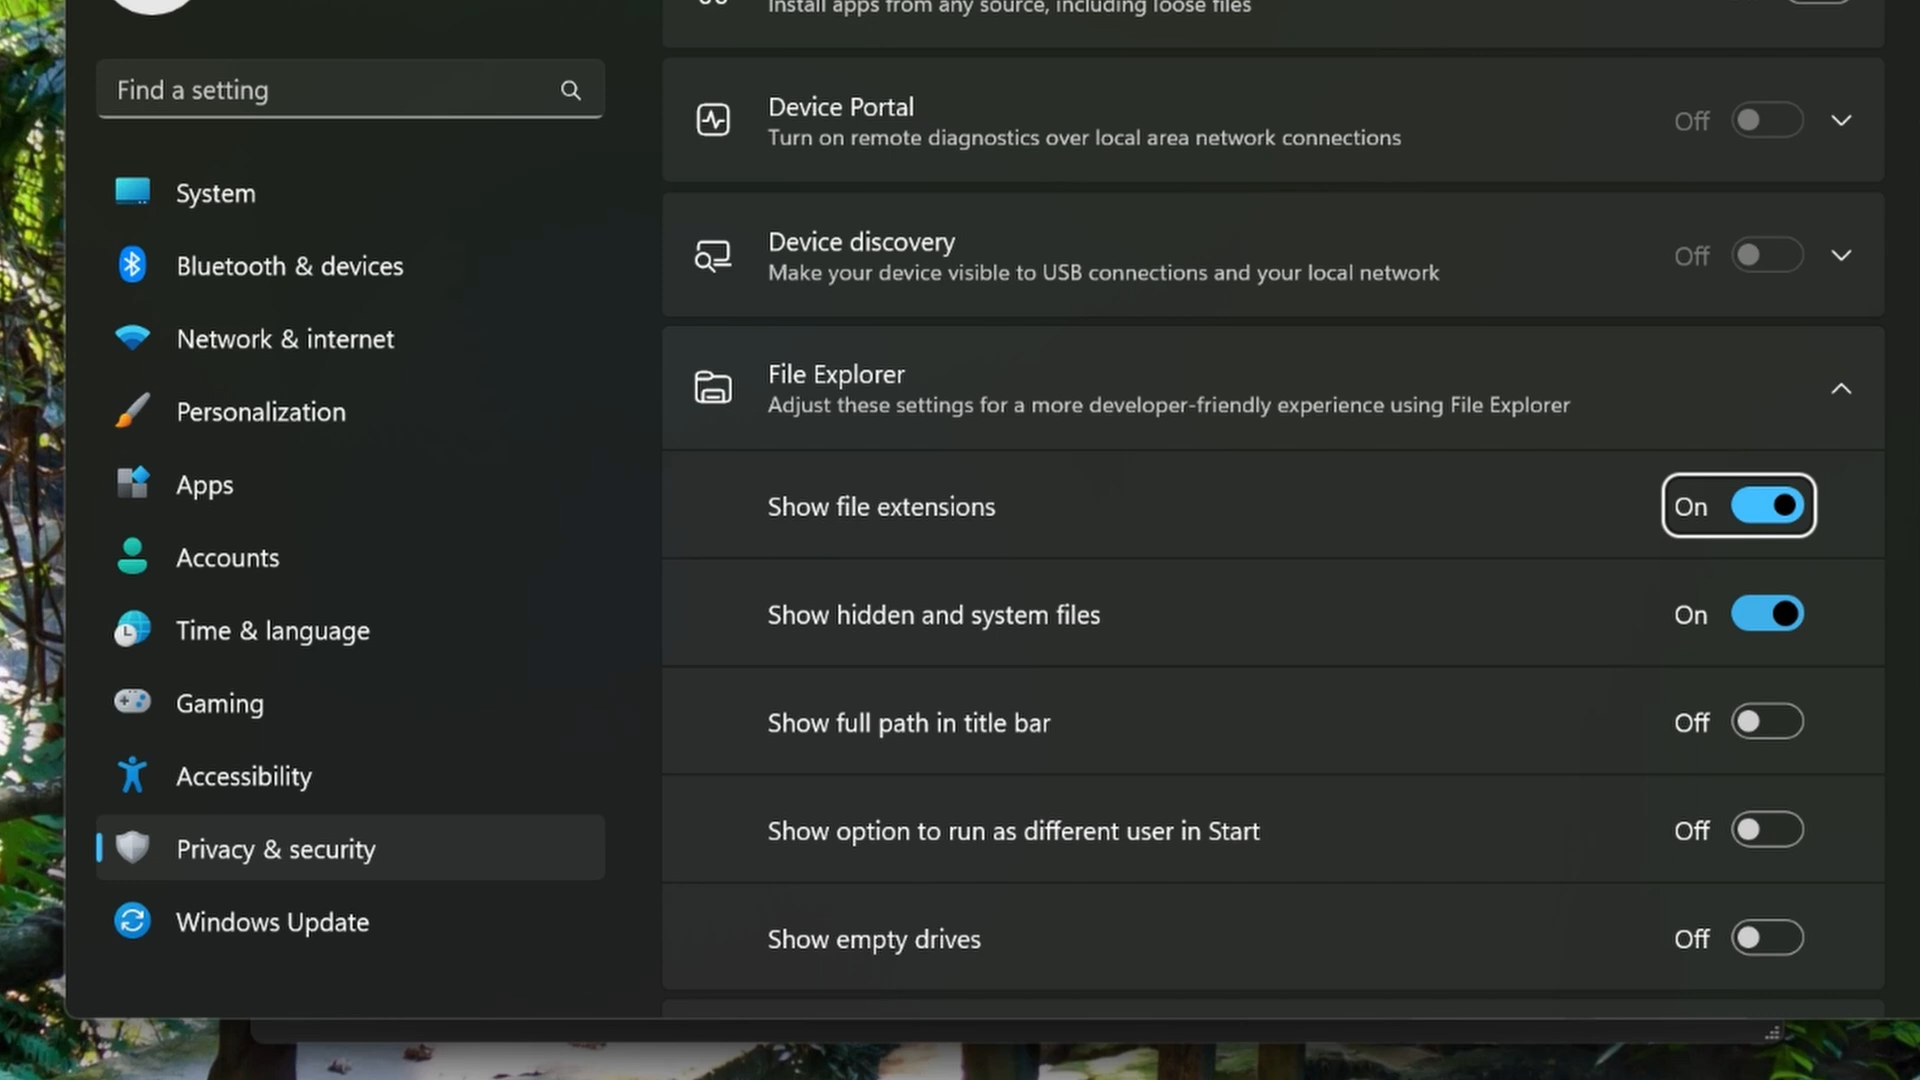 Install apps from any source, including loose files
Find a setting
System
Bluetooth & devices
Network & internet
Personalization
Apps
Accounts
Time & language
Gaming
Accessibility
Privacy & security
Windows Update
Device Portal
Turn on remote diagnostics over local area network connections
Off
Device discovery
Make your device visible to USB connections and your local network
Off
File Explorer
Adjust these settings for a more developer-friendly experience using File Explorer
Show file extensions
On
Show hidden and system files
On
Show full path in title bar
Off
Show option to run as different user in Start
Off
Show empty drives
Off